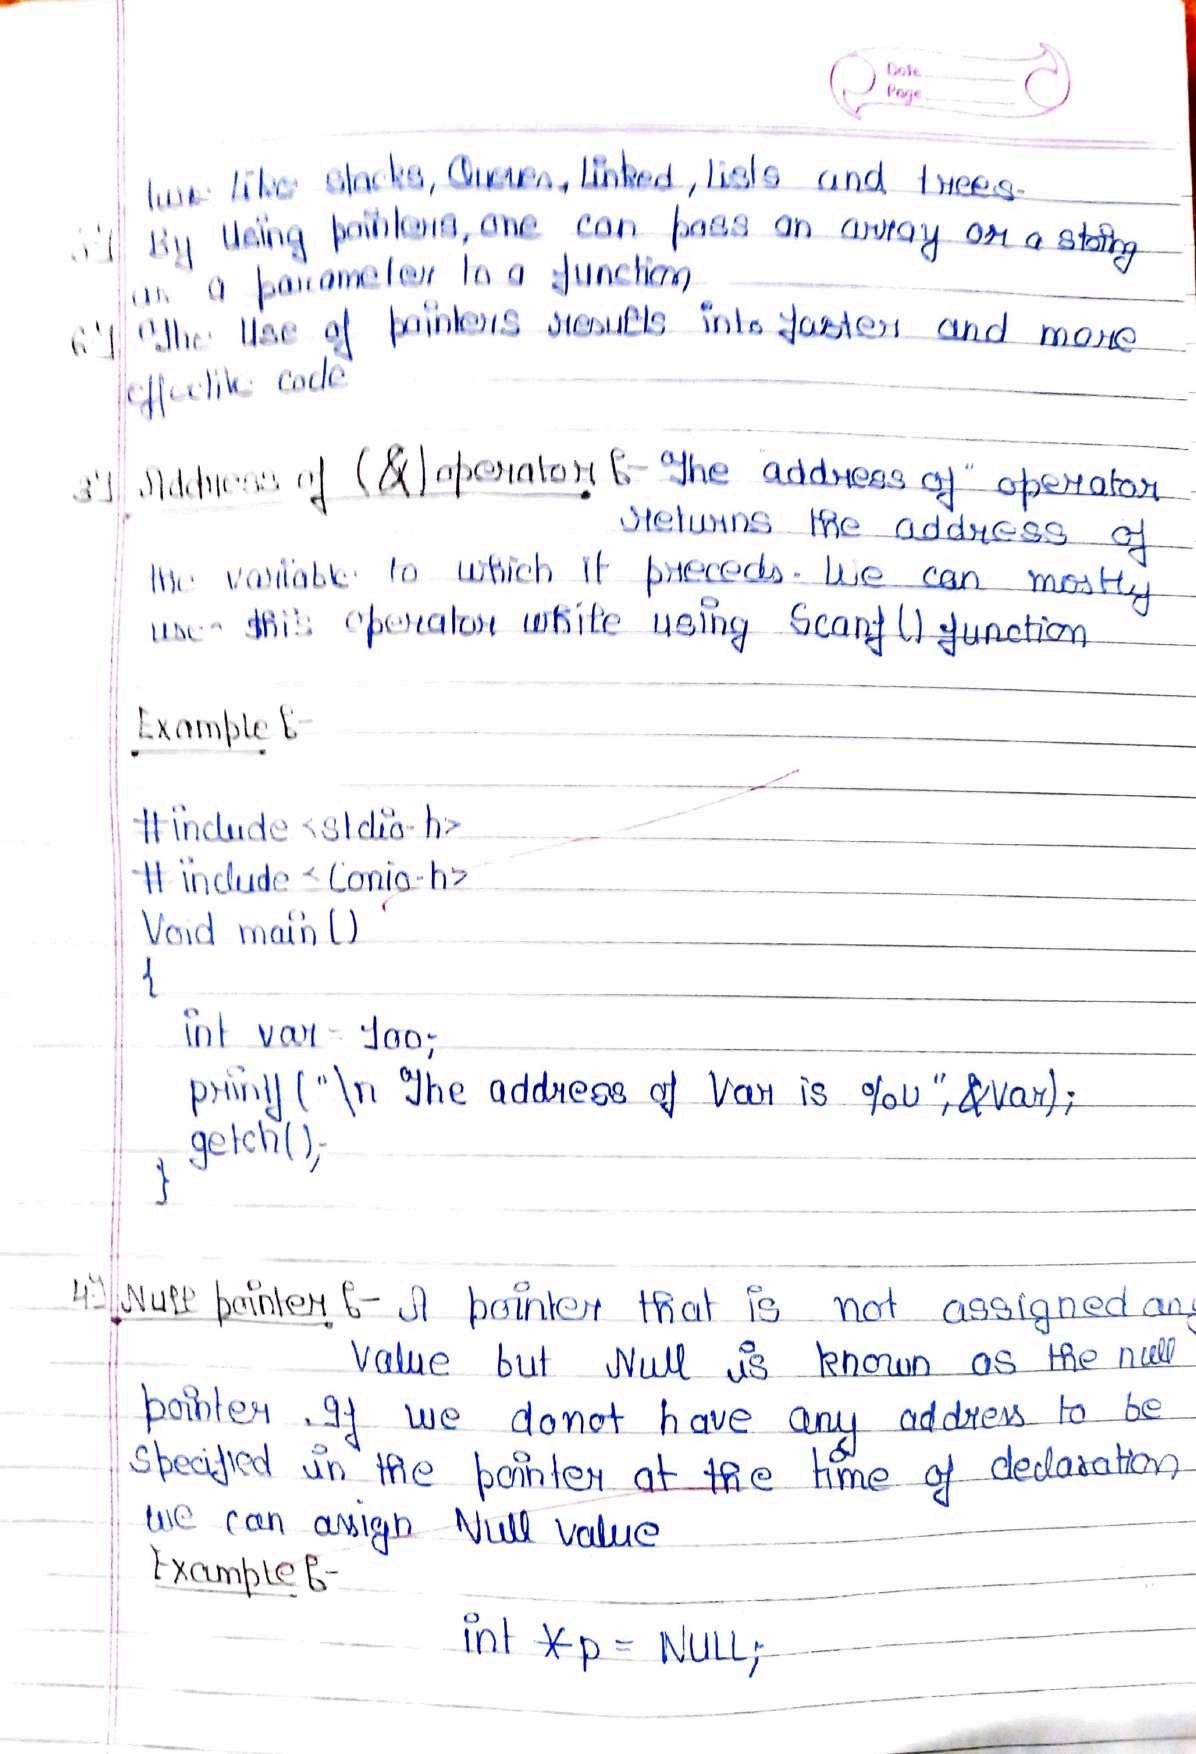 Date
Page
ture like stacks, Queues, linked, lists and trees.
5) By Using pointers, one can pass an array or a stoing
as a parameter to a function
6) "The Use of pointers results into faster and more
effectike code
3) Address of (&) operator :- "The address of" operator
returns the address of
the variable to which it preceds. We can mostly
use this operator while using Scanf() function
Example :-
#include <stdio.h>
#include <Conio.h>
Void main()
{
int var = 100;
printf("\n The address of Var is %u", &var);
getch();
}
4) Null pointer :- A pointer that is not assigned any
value but Null is known as the null
pointer. If we donot have any address to be
specified in the pointer at the time of declaration
we can assign Null value
Example :-
int *p = NULL;